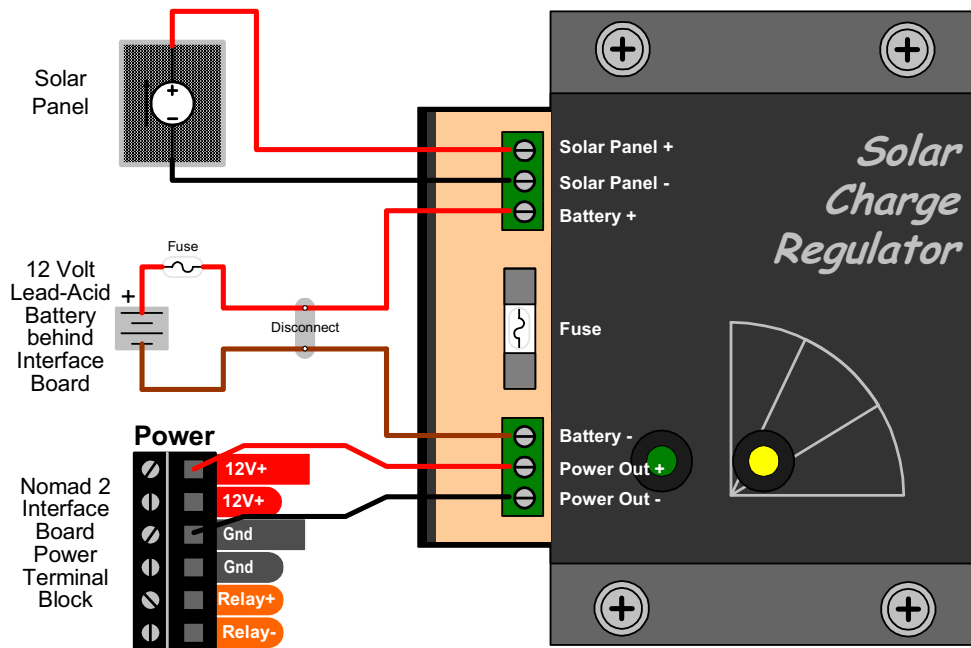 Solar
Panel
+
−
Solar Panel +
Solar Panel -
Battery +
Solar
Charge
Regulator
Fuse
12 Volt
Lead-Acid
Battery
behind
Interface
Board
+
Disconnect
Fuse
Battery -
Power Out +
Power Out -
Power
12V+
12V+
Gnd
Gnd
Relay+
Relay-
Nomad 2
Interface
Board
Power
Terminal
Block